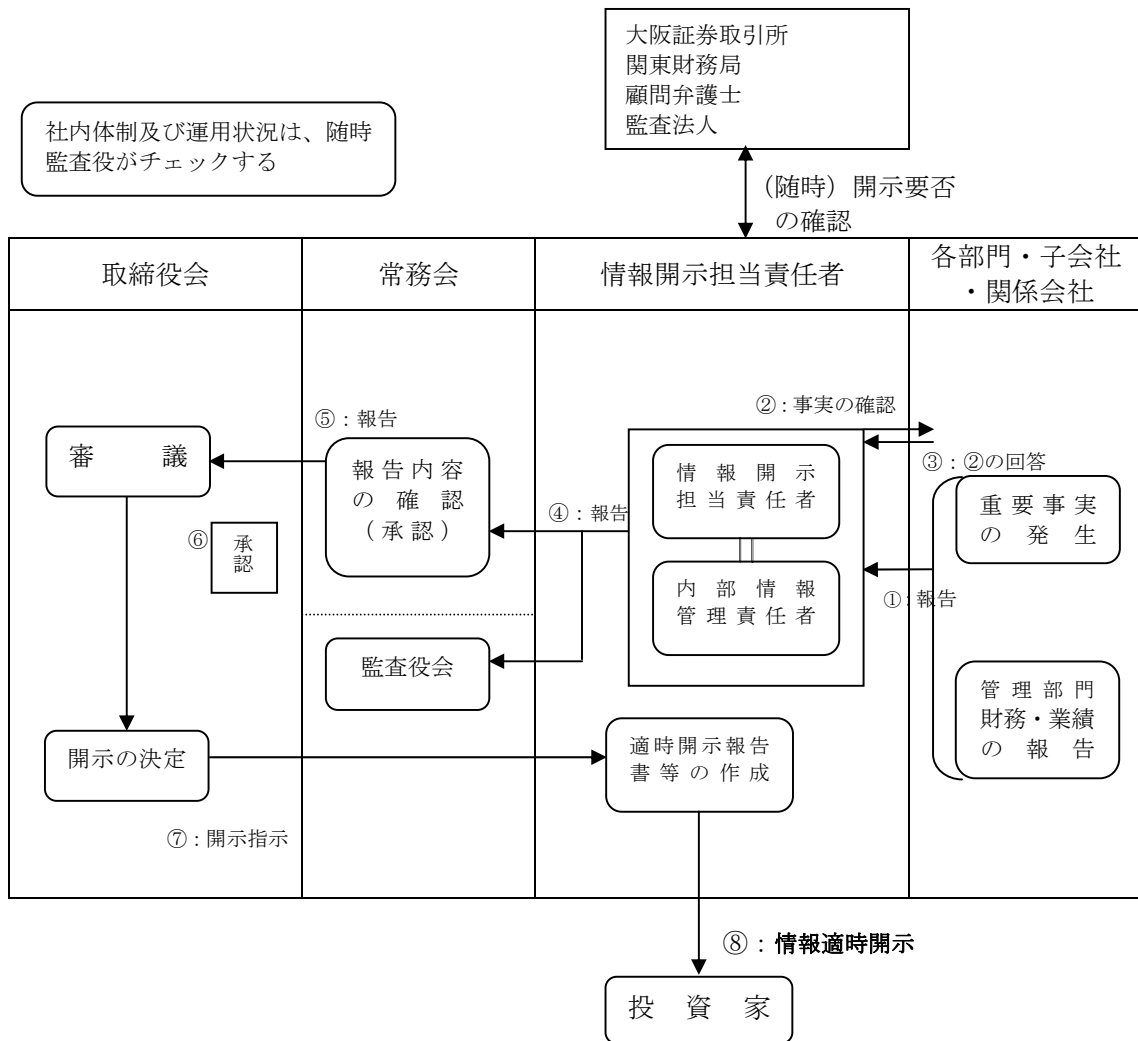 大阪証券取引所
関東財務局
顧問弁護士
監査法人
社内体制及び運用状況は、随時
監査役がチェックする
(随時)開示要否
の確認
取締役会
常務会
情報開示担当責任者
各部門・子会社
・関係会社
②:事実の確認
⑤:報告
審 議
報告内容
の 確 認
(承認)
④:報告
情 報 開 示
担当責任者
③:②の回答
重要事実
の 発 生
⑥
承
認
内 部 情 報
管理責任者
①:報告
監査役会
管理部門
財務・業績
の 報 告
開示の決定
適時開示報告
書等の作成
⑦:開示指示
⑧:情報適時開示
投 資 家